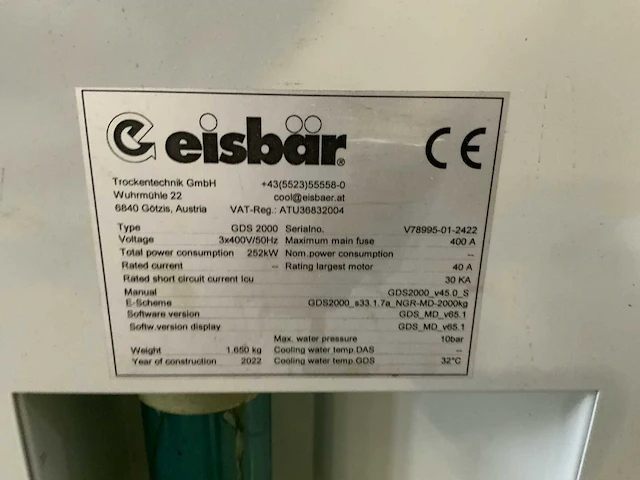 e eisbär® CE
Trockentechnik GmbH +43(5523)55558-0
Wuhrmühle 22 cool@eisbaer.at
6840 Götzis, Austria VAT-Reg.: ATU36832004
Type GDS 2000 Serialno. V78995-01-2422
Voltage 3x400V/50Hz Maximum main fuse 400 A
Total power consumption 252kW Nom.power consumption --
Rated current -- Rating largest motor 40 A
Rated short circuit current Icu 30 KA
Manual GDS2000_v45.0_S
E-Scheme GDS2000_s33.1.7a_NGR-MD-2000kg
Software version GDS_MD_v65.1
Softw.version display GDS_MD_v65.1
Max. water pressure 10bar
Weight 1.650 kg Cooling water temp.DAS --
Year of construction 2022 Cooling water temp.GDS 32°C